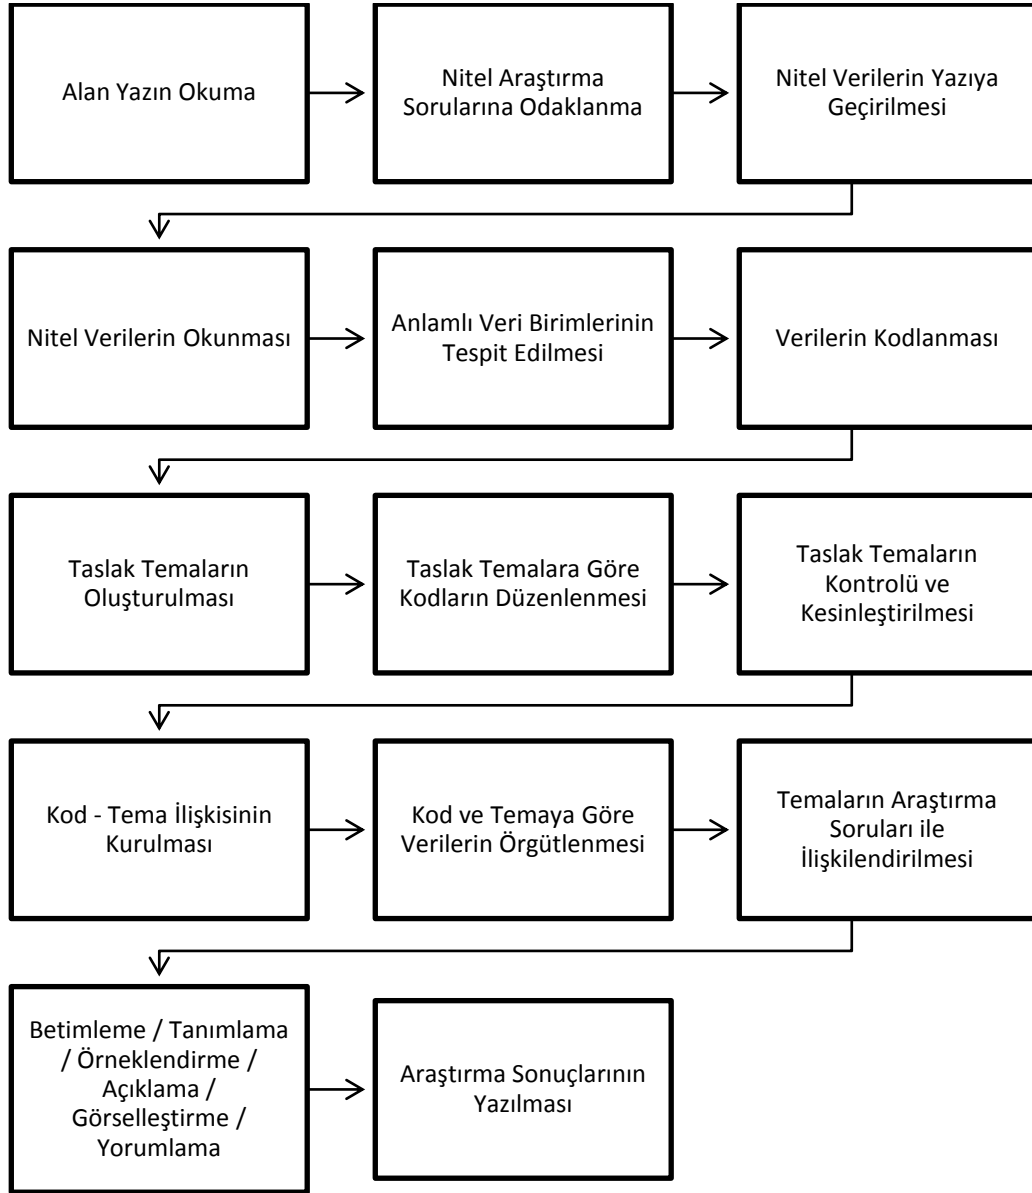 Alan Yazın Okuma
Nitel Araştırma
Sorularına Odaklanma
Nitel Verilerin Yazıya
Geçirilmesi
Nitel Verilerin Okunması
Anlamlı Veri Birimlerinin
Tespit Edilmesi
Verilerin Kodlanması
Taslak Temaların
Oluşturulması
Taslak Temalara Göre
Kodların Düzenlenmesi
Taslak Temaların
Kontrolü ve
Kesinleştirilmesi
Kod - Tema İlişkisinin
Kurulması
Kod ve Temaya Göre
Verilerin Örgütlenmesi
Temaların Araştırma
Soruları ile
İlişkilendirilmesi
Betimleme / Tanımlama
/ Örneklendirme /
Açıklama /
Görselleştirme /
Yorumlama
Araştırma Sonuçlarının
Yazılması